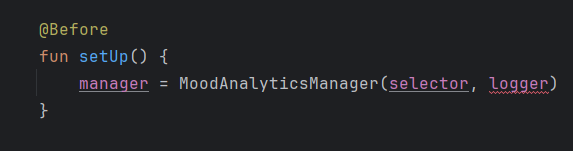 @Before
fun setUp() {
    manager = MoodAnalyticsManager(selector, logger)
}